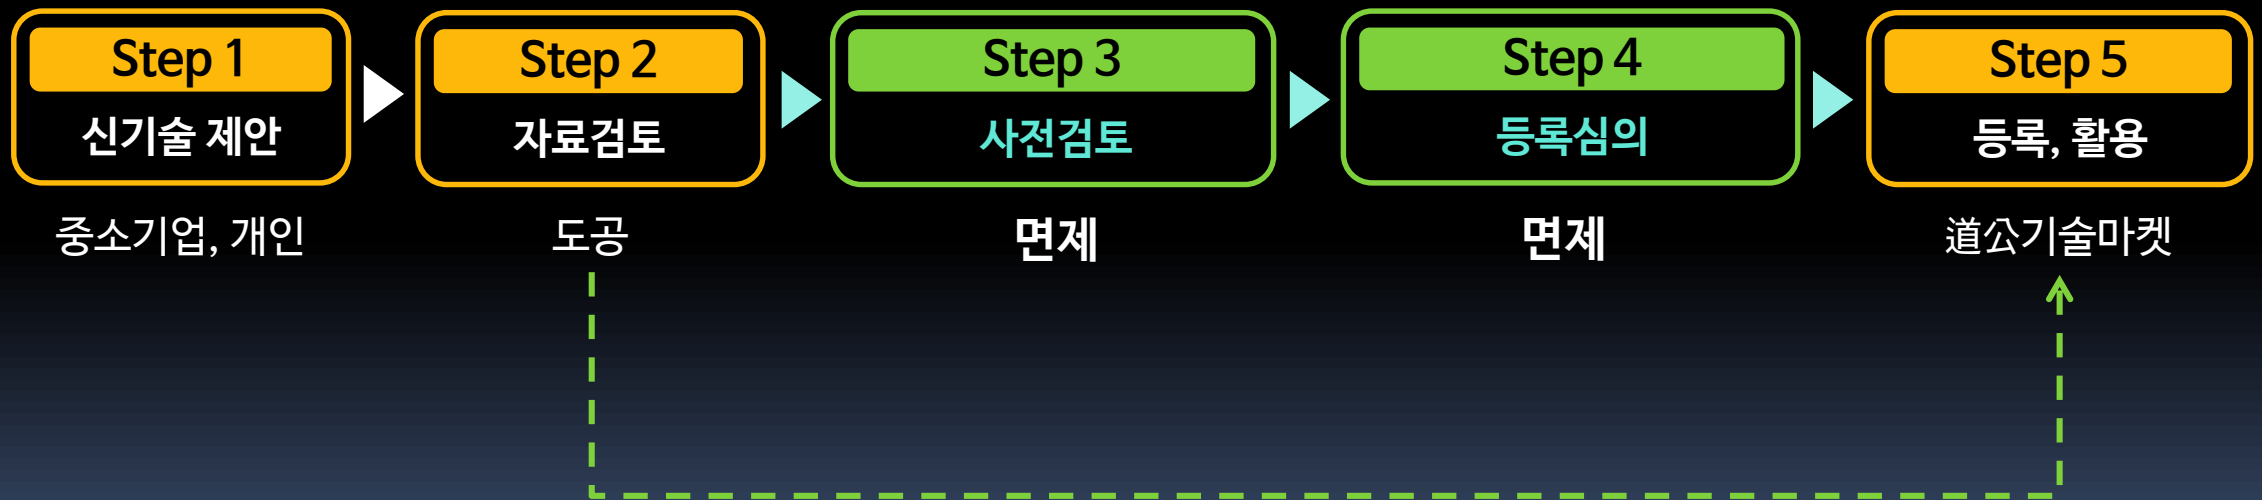 Step 1
신기술 제안
중소기업, 개인
Step 2
자료검토
도공
Step 3
사전검토
면제
Step 4
등록심의
면제
Step 5
등록, 활용
道公기술마켓